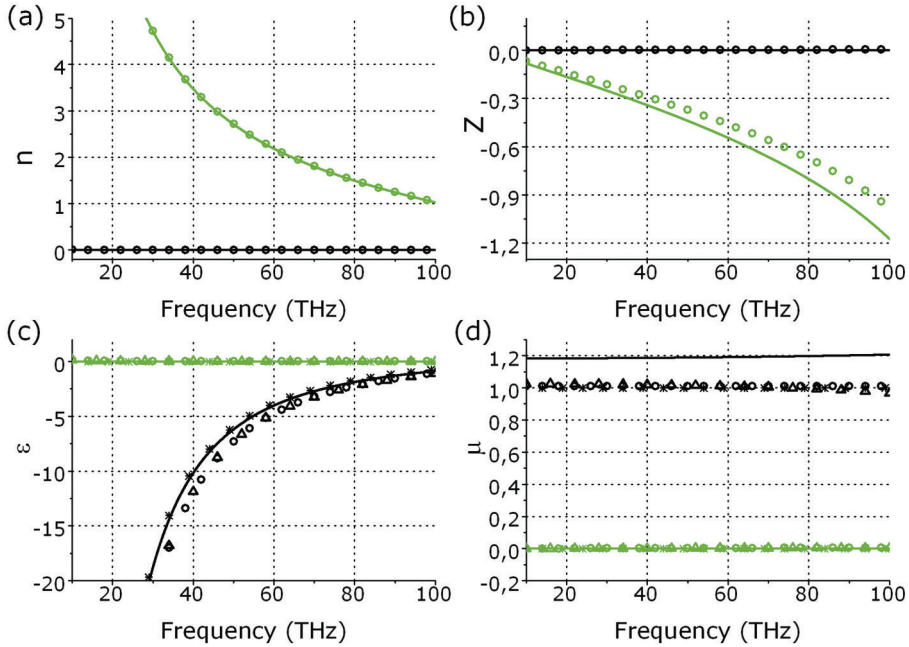 (a)
5
4
3
2
1
0
n
20 40 60 80 100
Frequency (THz)
(b)
0,0
-0,3
-0,6
-0,9
-1,2
Z
20 40 60 80 100
Frequency (THz)
(c)
0
-5
-10
-15
-20
ε
20 40 60 80 100
Frequency (THz)
(d)
1,2
1,0
0,8
0,6
0,4
0,2
0,0
-0,2
μ
20 40 60 80 100
Frequency (THz)